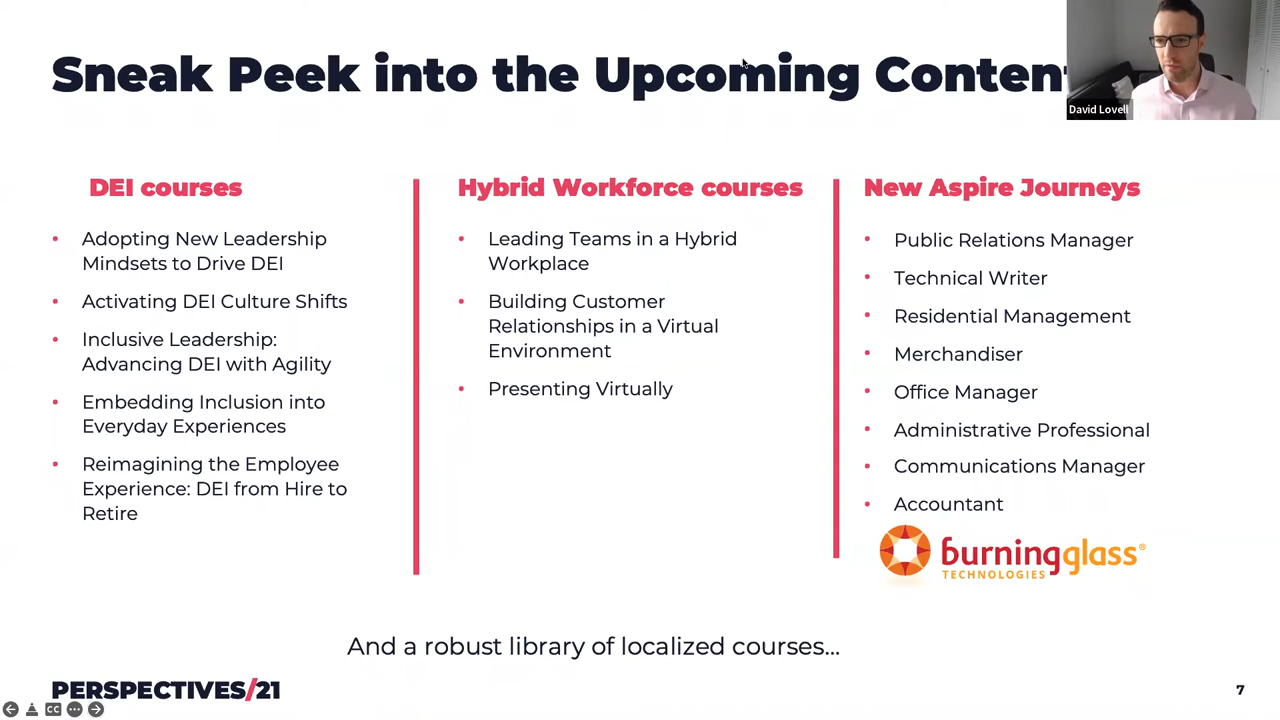 Sneak Peek into the Upcoming Conten
David Lovell
DEI courses
• Adopting New Leadership
Mindsets to Drive DEI
• Activating DEI Culture Shifts
• Inclusive Leadership:
Advancing DEI with Agility
• Embedding Inclusion into
Everyday Experiences
• Reimagining the Employee
Experience: DEI from Hire to
Retire
Hybrid Workforce courses
• Leading Teams in a Hybrid
Workplace
• Building Customer
Relationships in a Virtual
Environment
• Presenting Virtually
New Aspire Journeys
• Public Relations Manager
• Technical Writer
• Residential Management
• Merchandiser
• Office Manager
• Administrative Professional
• Communications Manager
• Accountant
burningglass®
TECHNOLOGIES
And a robust library of localized courses...
PERSPECTIVES/21
7
CC